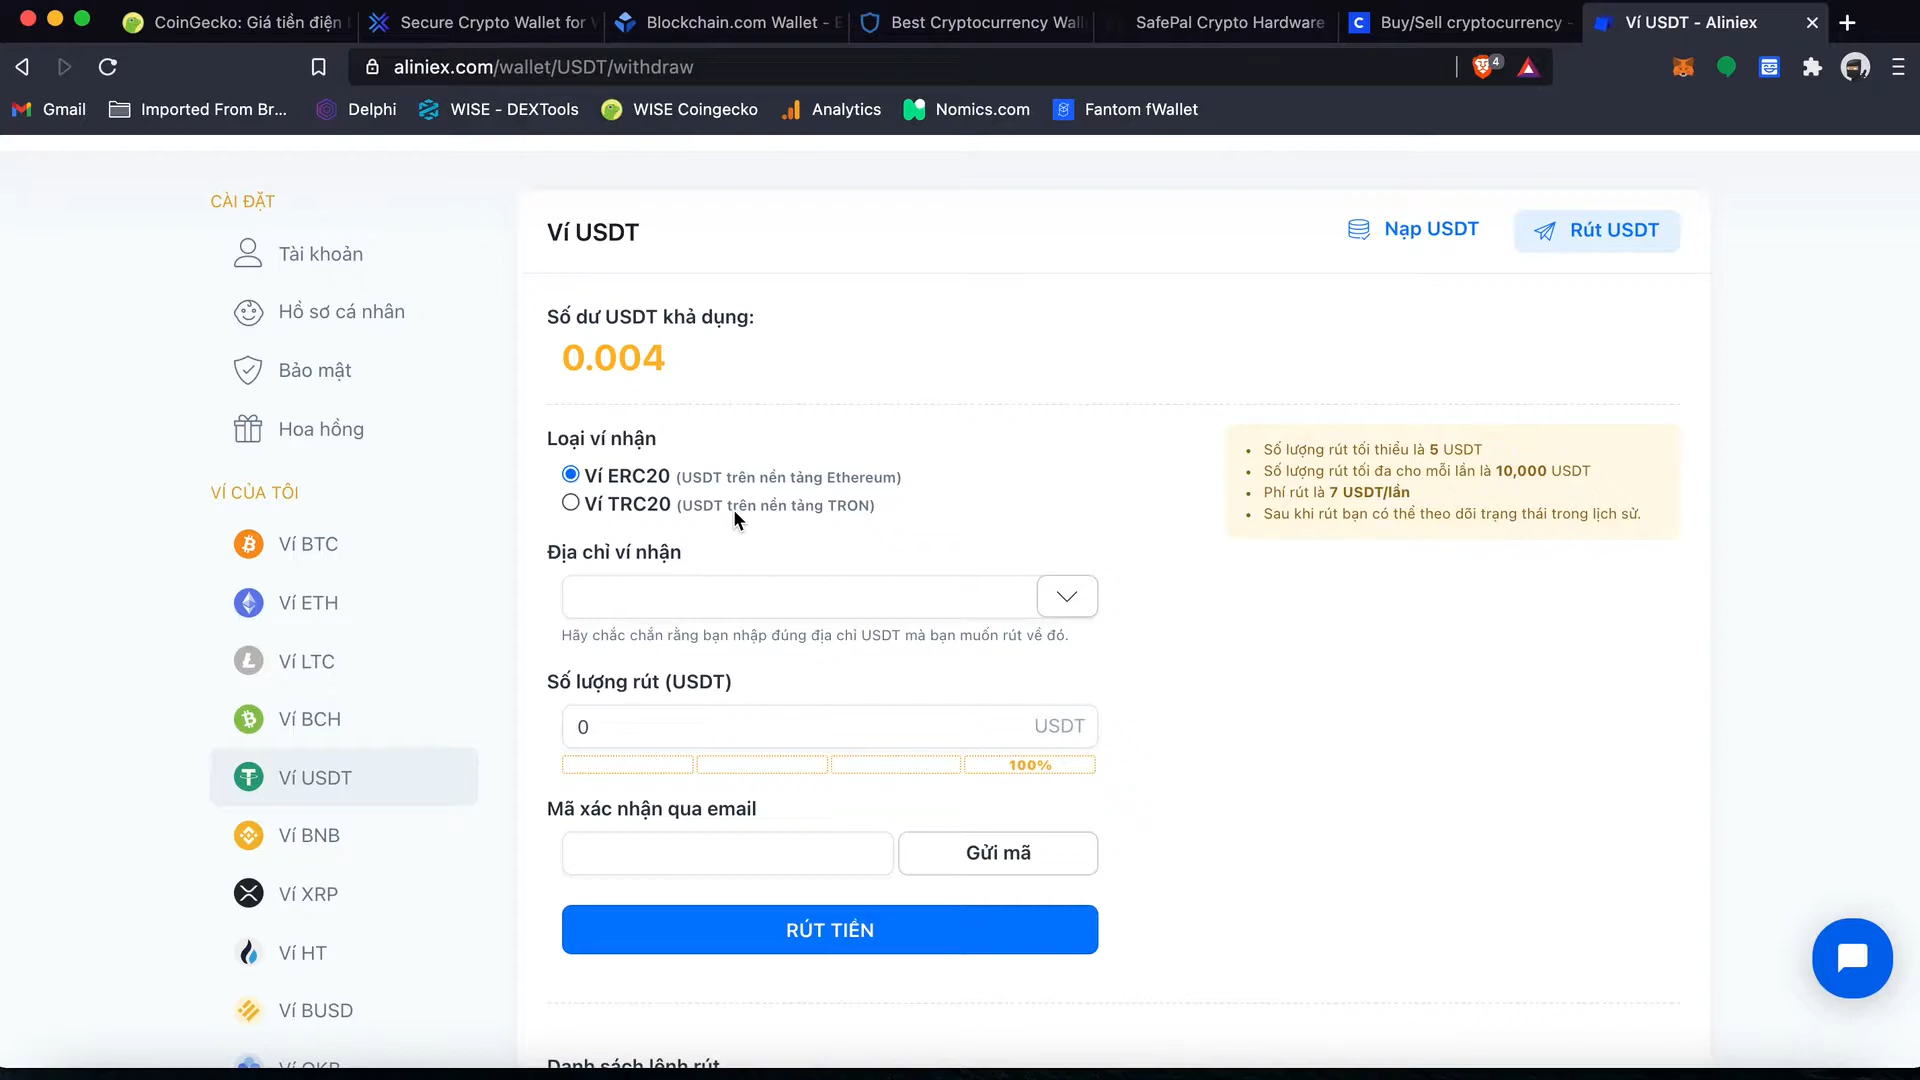 CoinGecko: Giá tiền điện
Secure Crypto Wallet for
Blockchain.com Wallet - E
Best Cryptocurrency Wall
SafePal Crypto Hardware
Buy/Sell cryptocurrency -
Ví USDT - Aliniex
aliniex.com/wallet/USDT/withdraw
4
Gmail
Imported From Br...
Delphi
WISE - DEXTools
WISE Coingecko
Analytics
Nomics.com
Fantom fWallet
CÀI ĐẶT
Tài khoản
Hồ sơ cá nhân
Bảo mật
Hoa hồng
VÍ CỦA TÔI
Ví BTC
Ví ETH
Ví LTC
Ví BCH
Ví USDT
Ví BNB
Ví XRP
Ví HT
Ví BUSD
Ví OKB
Ví USDT
Nạp USDT
Rút USDT
Số dư USDT khả dụng:
0.004
Loại ví nhận
Ví ERC20 (USDT trên nền tảng Ethereum)
Ví TRC20 (USDT trên nền tảng TRON)
Số lượng rút tối thiểu là 5 USDT
Số lượng rút tối đa cho mỗi lần là 10,000 USDT
Phí rút là 7 USDT/lần
Sau khi rút bạn có thể theo dõi trạng thái trong lịch sử.
Địa chỉ ví nhận
Hãy chắc chắn rằng bạn nhập đúng địa chỉ USDT mà bạn muốn rút về đó.
Số lượng rút (USDT)
0 USDT
100%
Mã xác nhận qua email
Gửi mã
RÚT TIỀN
Danh sách lệnh rút